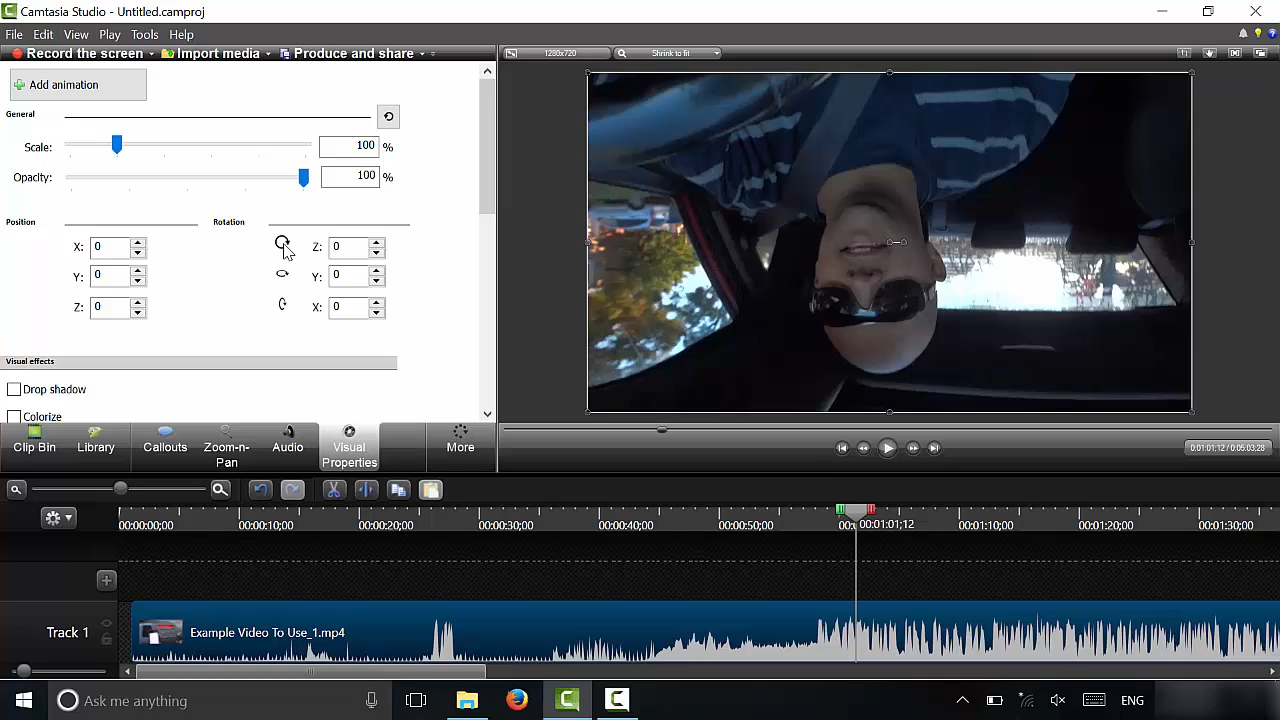 Camtasia Studio - Untitled.camproj
File Edit View Play Tools Help
Record the screen Import media Produce and share
1280x720 Shrink to fit
Add animation
General
Scale: 100 %
Opacity: 100 %
Position Rotation
X: 0 Z: 0
Y: 0 Y: 0
Z: 0 X: 0
Visual effects
Drop shadow
Colorize
Clip Bin Library Callouts Zoom-n-Pan Audio Visual Properties More
0:01:01;12 / 0:05:03:28
00:00:00;00 00:00:10;00 00:00:20;00 00:00:30;00 00:00:40;00 00:00:50;00 00:01:01;12 00:01:10;00 00:01:20;00 00:01:30;00
Track 1 Example Video To Use_1.mp4
Ask me anything ENG